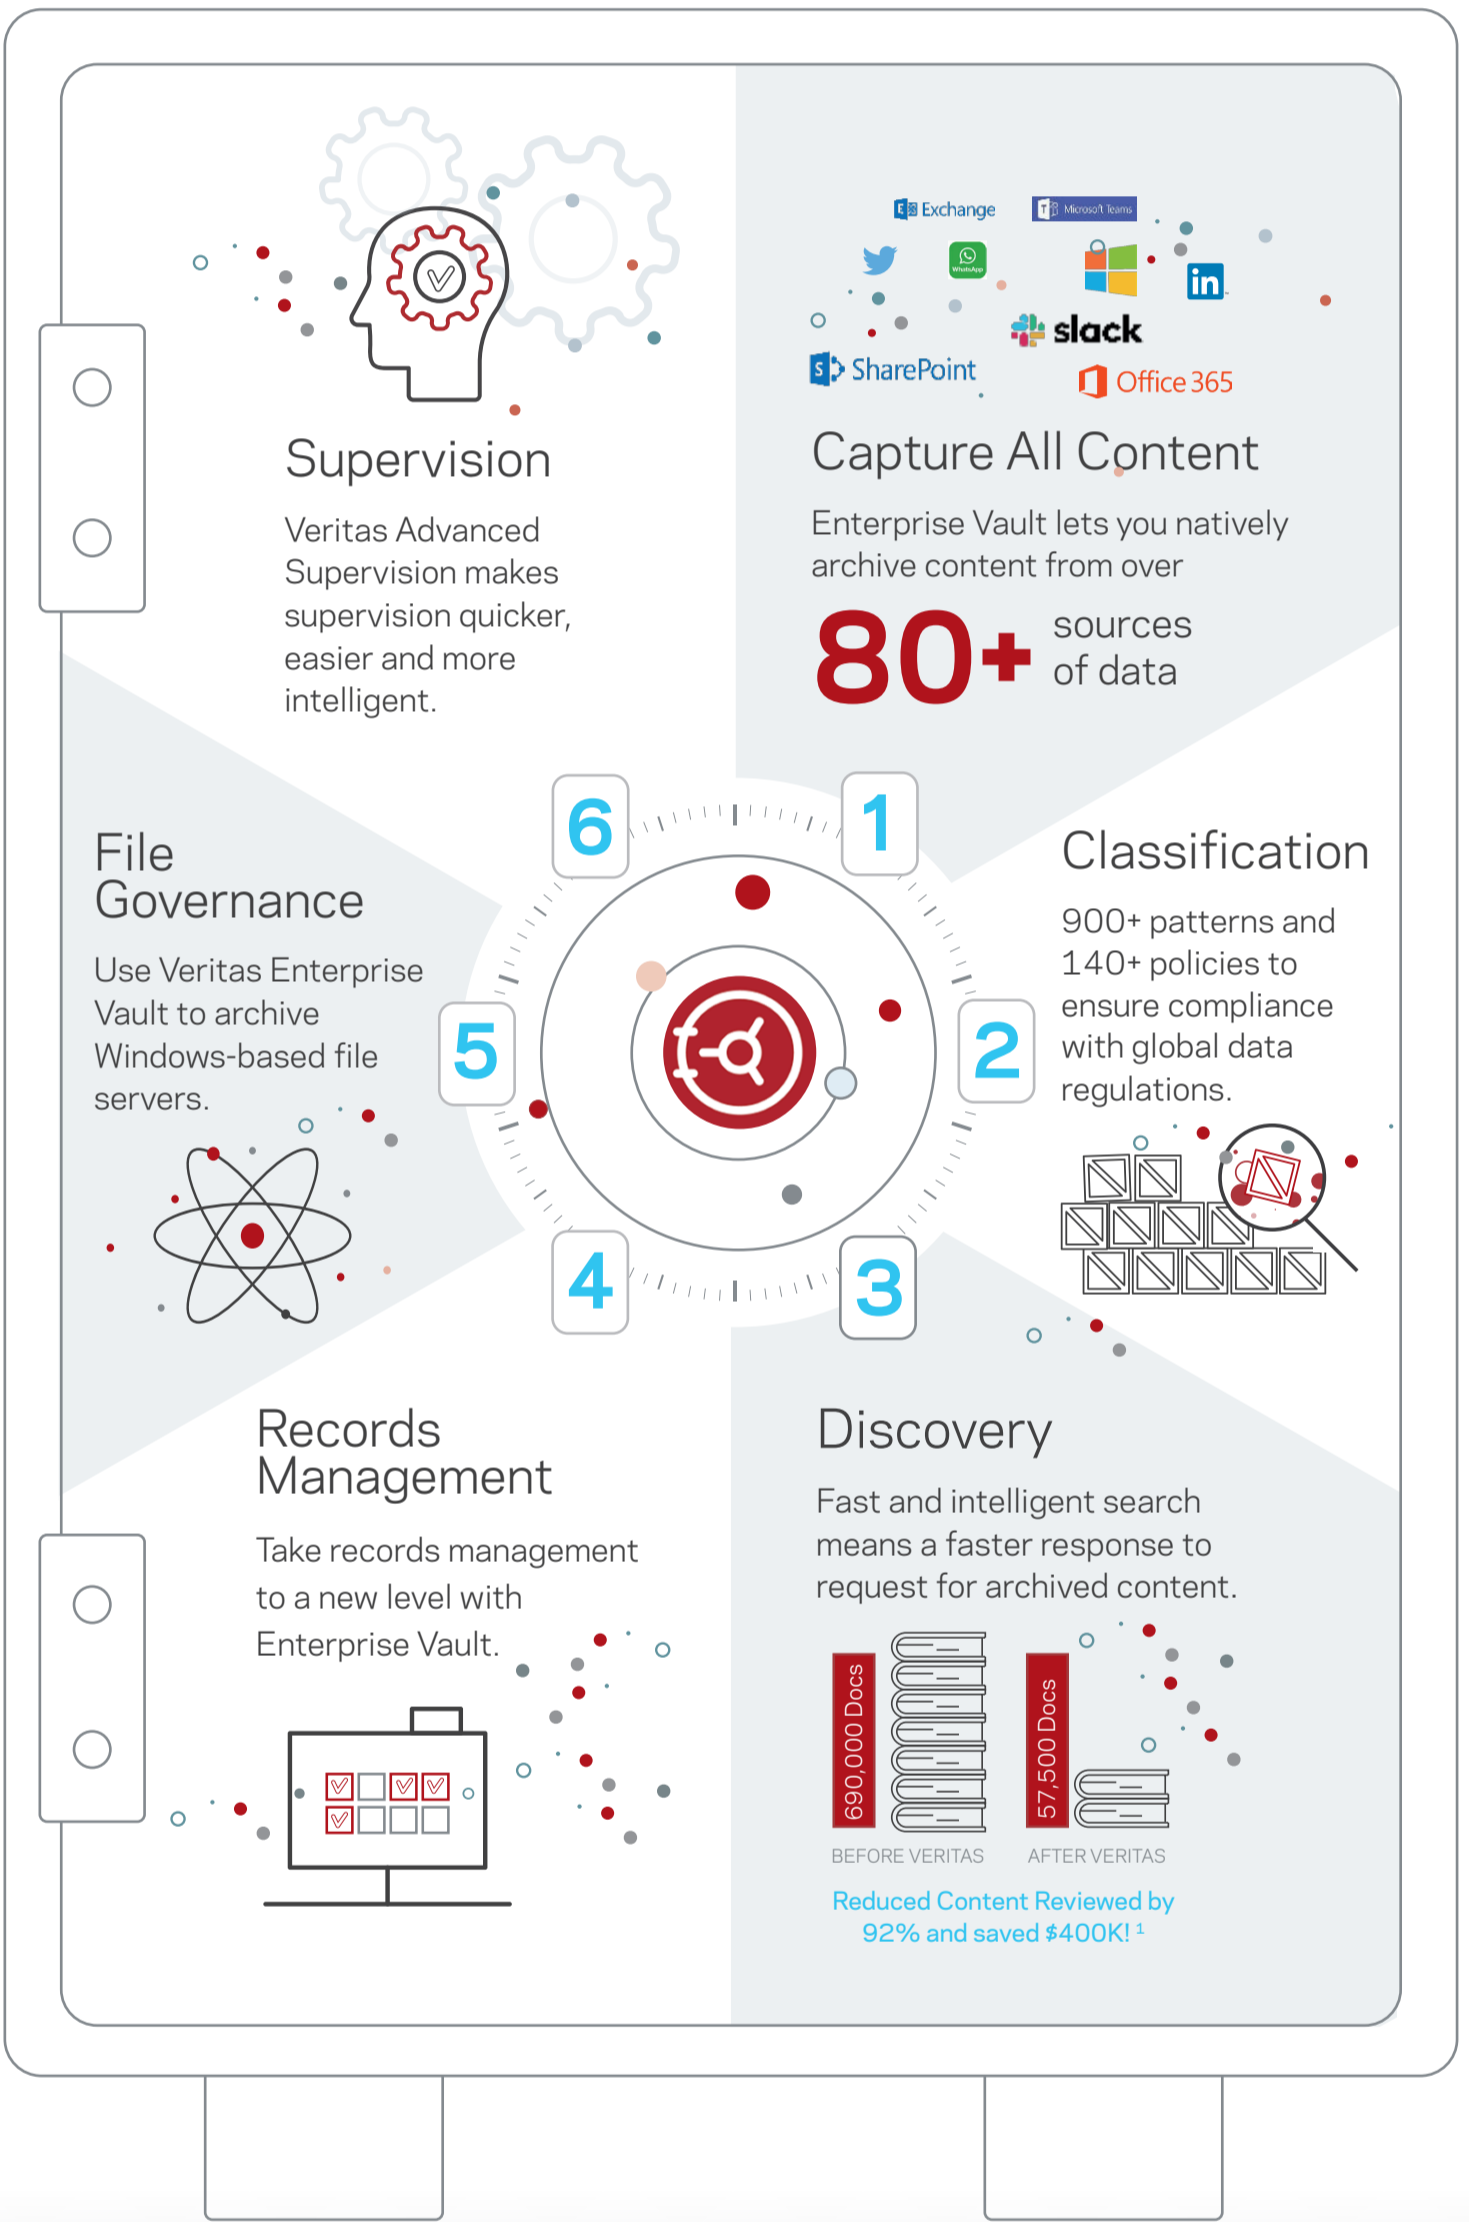 Exchange
Microsoft Teams
WhatsApp
in
slack
S SharePoint
Office 365
Supervision
Veritas Advanced
Supervision makes
supervision quicker,
easier and more
intelligent.
Capture All Content
Enterprise Vault lets you natively
archive content from over
80+ sources
of data
6
1
File
Governance
Use Veritas Enterprise
Vault to archive
Windows-based file
servers.
Classification
900+ patterns and
140+ policies to
ensure compliance
with global data
regulations.
5
2
4
3
Records
Management
Take records management
to a new level with
Enterprise Vault.
Discovery
Fast and intelligent search
means a faster response to
request for archived content.
690,000 Docs
57,500 Docs
BEFORE VERITAS
AFTER VERITAS
Reduced Content Reviewed by
92% and saved $400K! 1